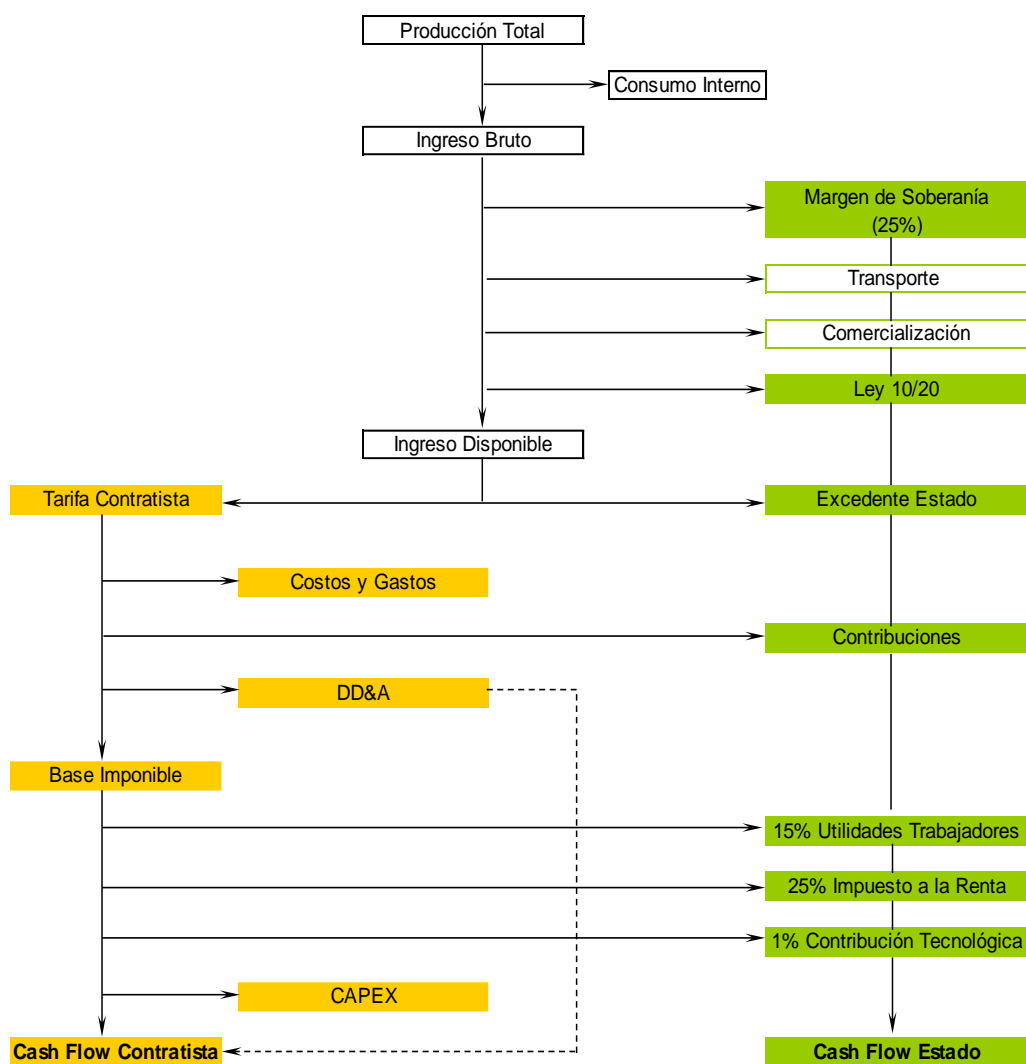 Producción Total
Consumo Interno
Ingreso Bruto
Margen de Soberanía
(25%)
Transporte
Comercialización
Ley 10/20
Ingreso Disponible
Tarifa Contratista
Excedente Estado
Costos y Gastos
Contribuciones
DD&A
Base Imponible
15% Utilidades Trabajadores
25% Impuesto a la Renta
1% Contribución Tecnológica
CAPEX
Cash Flow Contratista
Cash Flow Estado